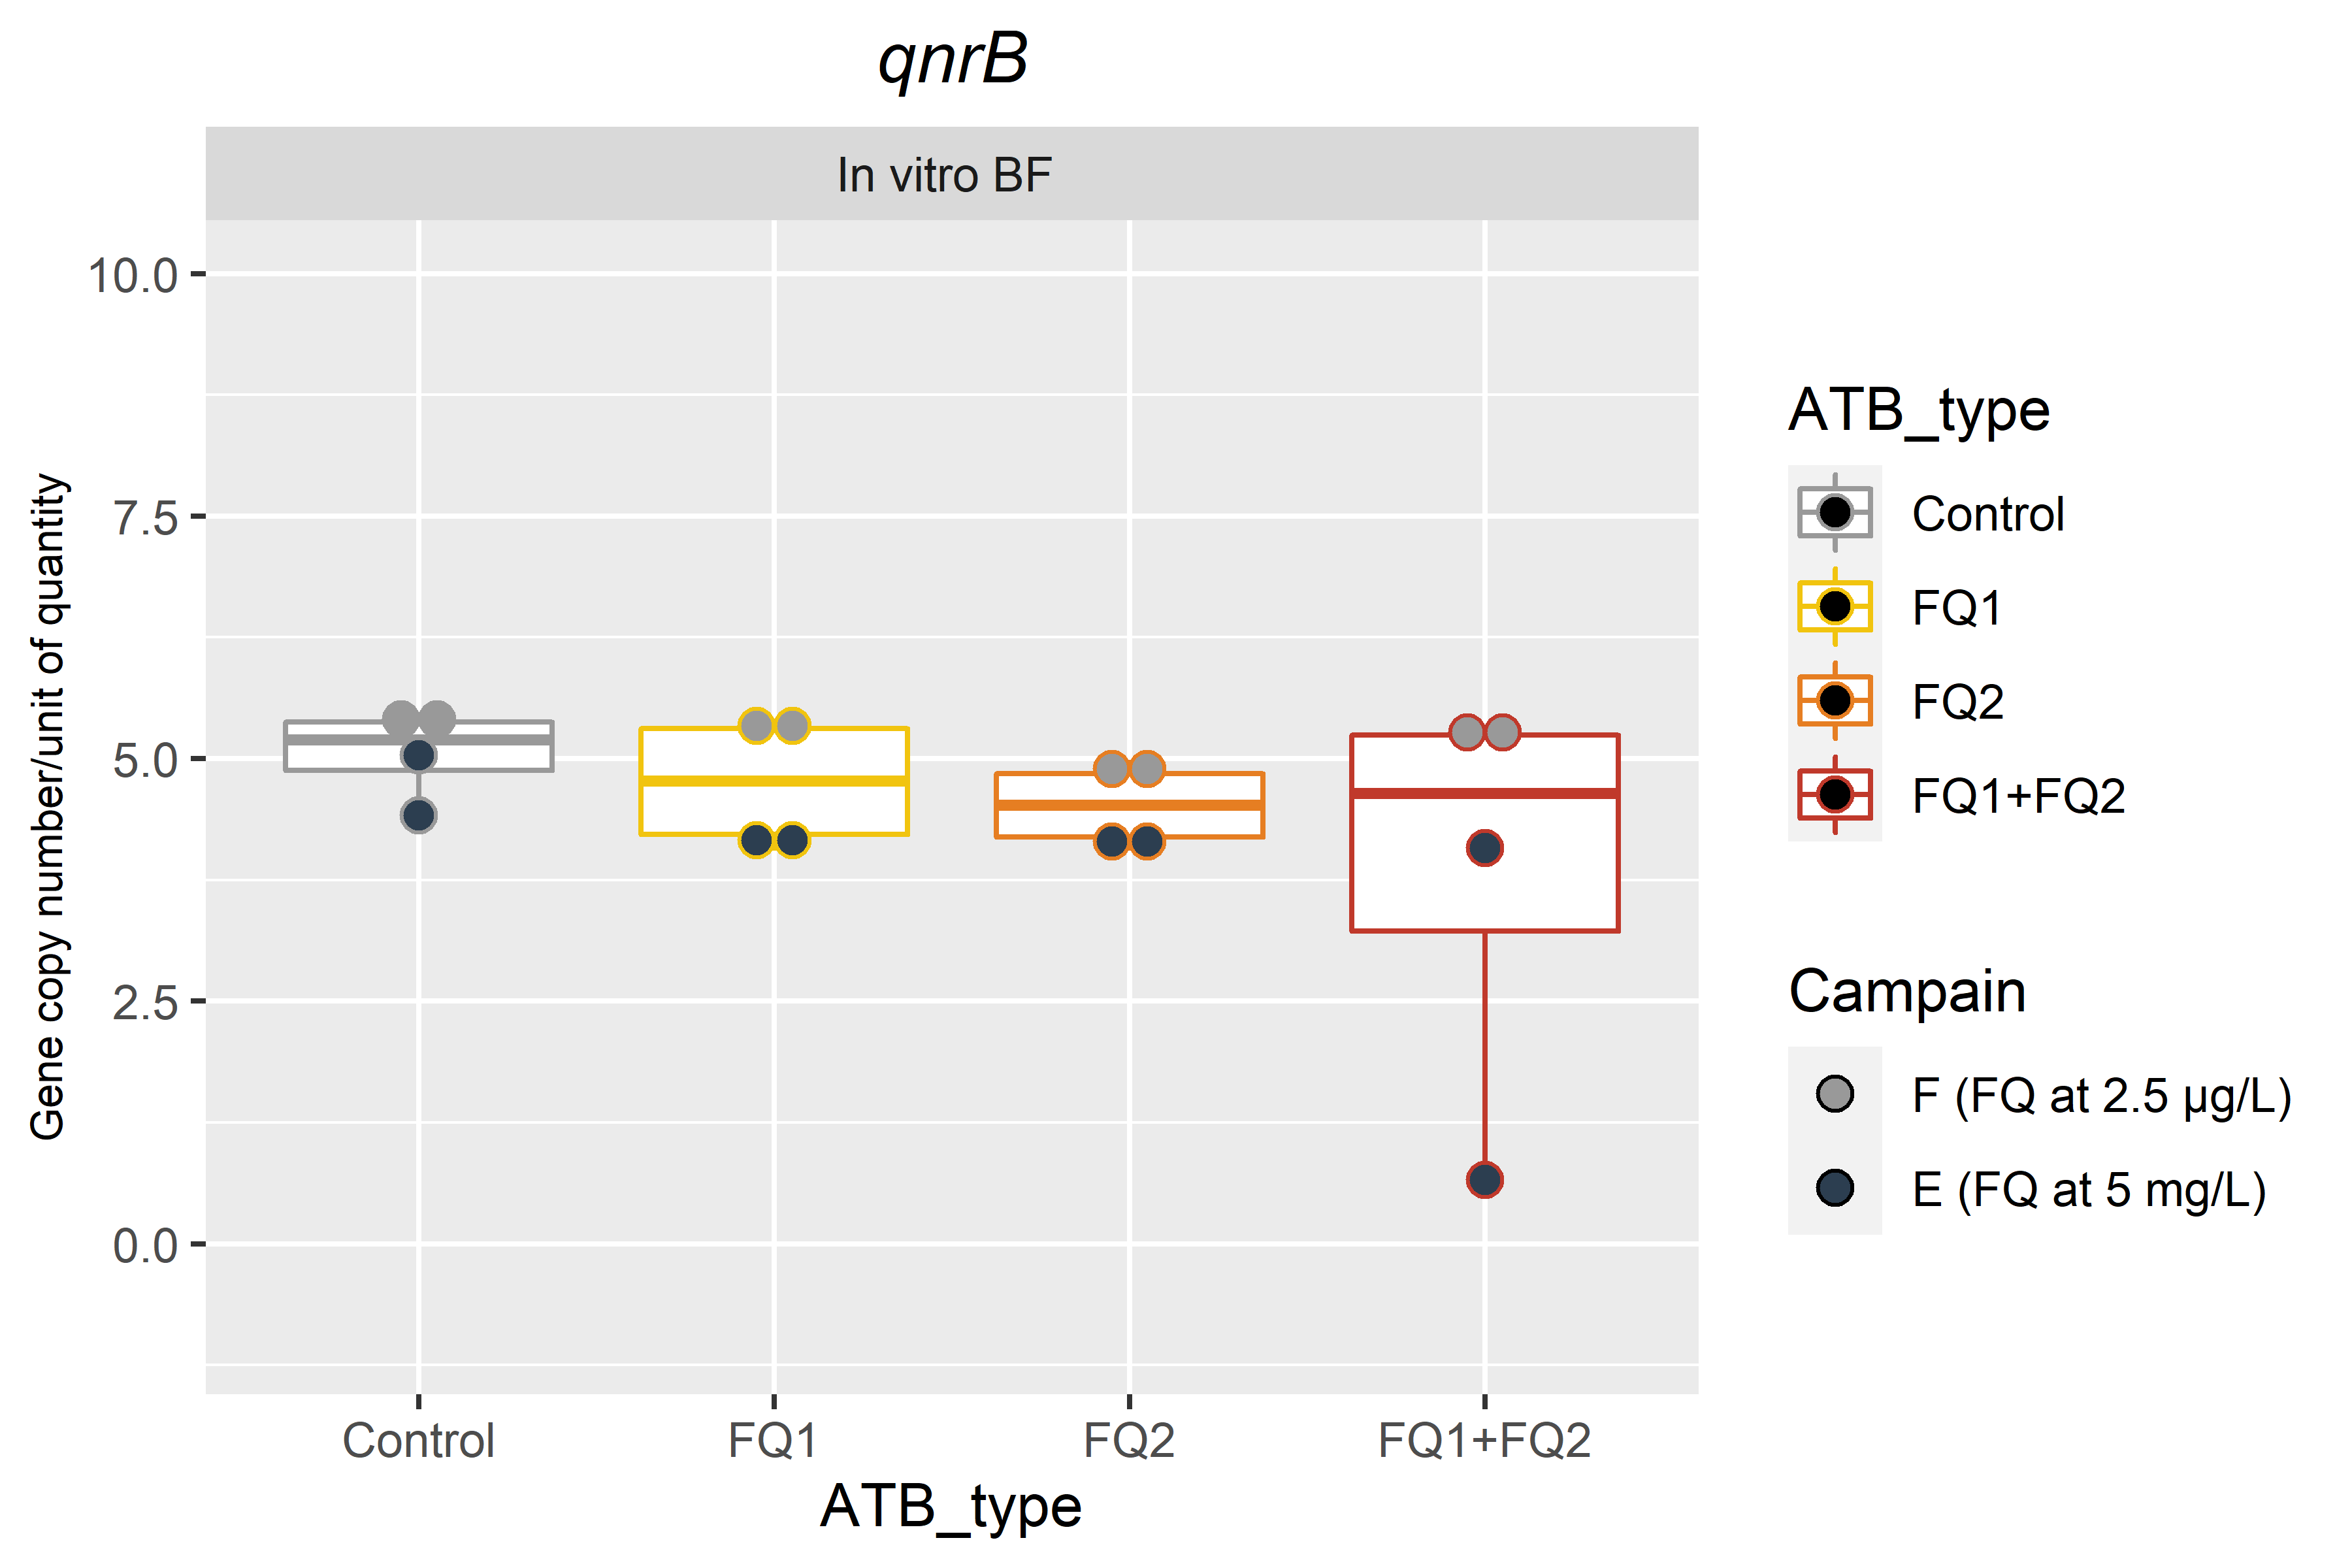 qnrB
In vitro BF
10.0
7.5
5.0
2.5
0.0
Gene copy number/unit of quantity
Control
FQ1
FQ2
FQ1+FQ2
ATB_type
ATB_type
Control
FQ1
FQ2
FQ1+FQ2
Campain
F (FQ at 2.5 µg/L)
E (FQ at 5 mg/L)